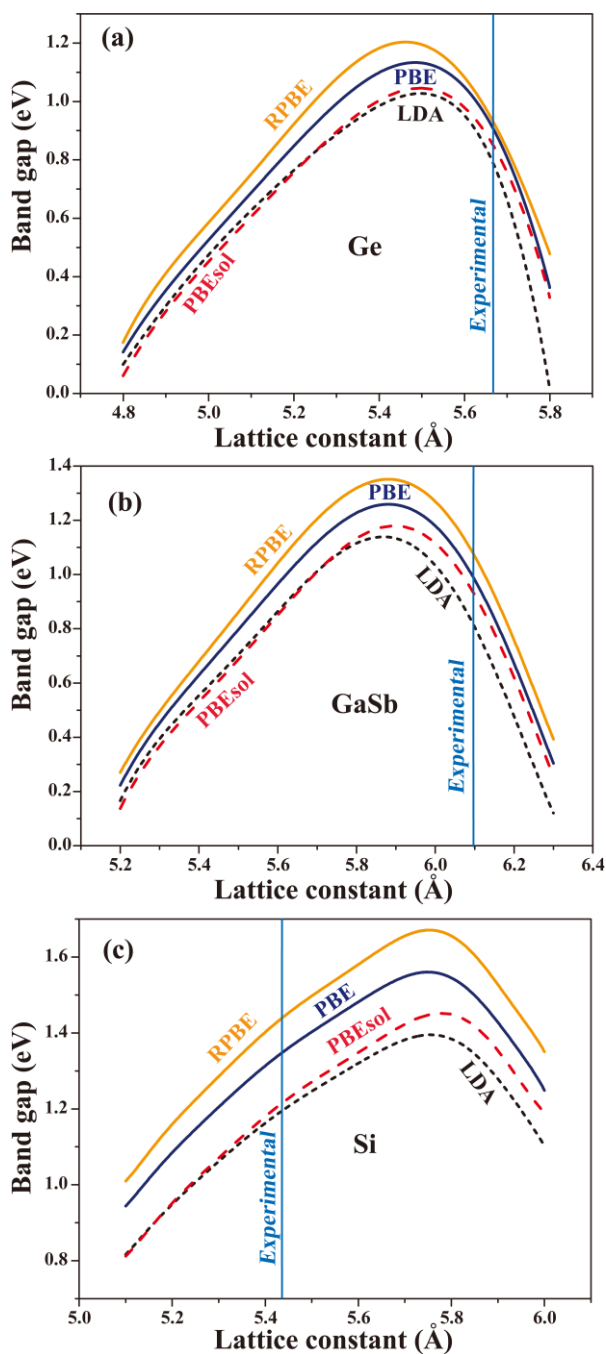 (a)
1.2
1.0
0.8
0.6
0.4
0.2
0.0
Band gap (eV)
RPBE
PBE
LDA
PBEsol
Ge
Experimental
4.8 5.0 5.2 5.4 5.6 5.8
Lattice constant (Å)
(b)
1.4
1.2
1.0
0.8
0.6
0.4
0.2
0.0
Band gap (eV)
RPBE
PBE
LDA
PBEsol
GaSb
Experimental
5.2 5.4 5.6 5.8 6.0 6.2 6.4
Lattice constant (Å)
(c)
1.6
1.4
1.2
1.0
0.8
Band gap (eV)
RPBE
PBE
PBEsol
LDA
Si
Experimental
5.0 5.2 5.4 5.6 5.8 6.0
Lattice constant (Å)